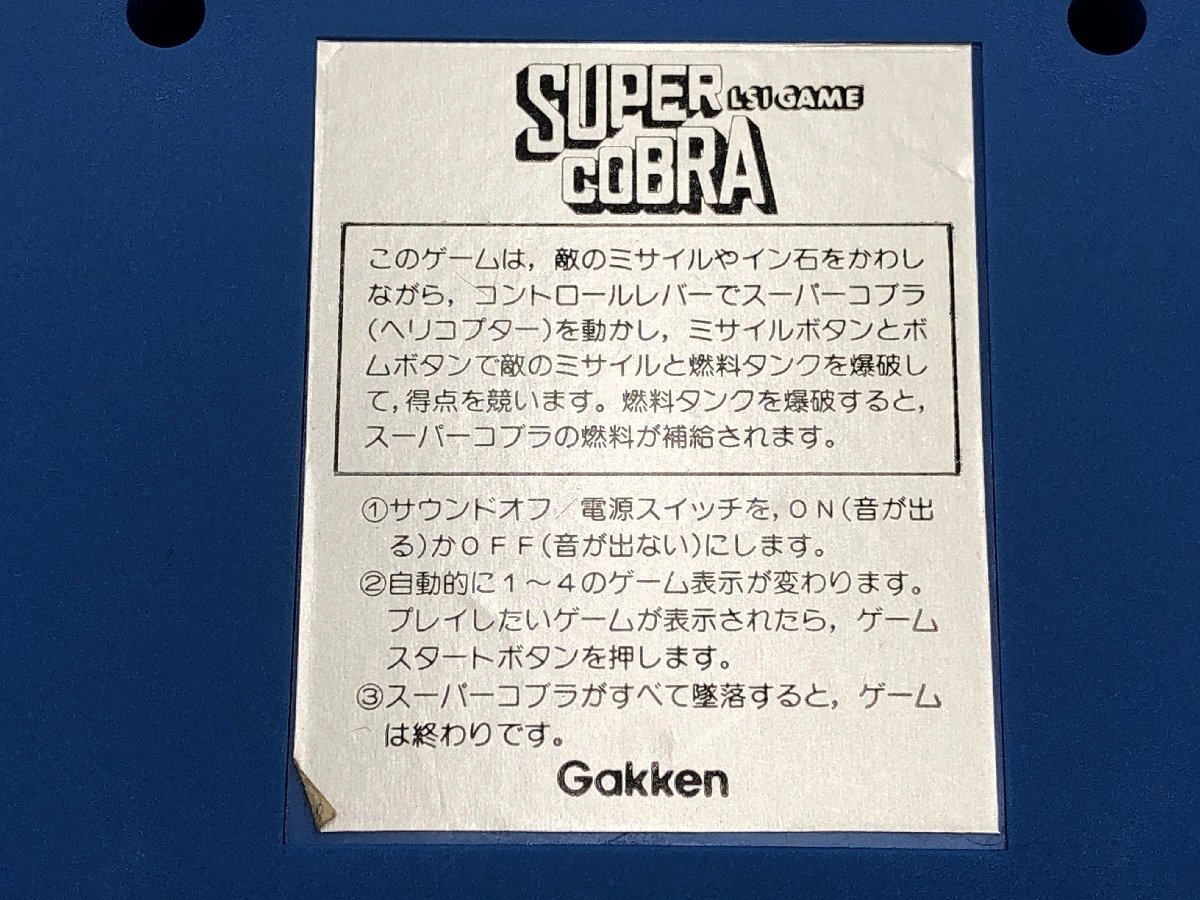 SUPER LSI GAME
COBRA
このゲームは，敵のミサイルやイン石をかわし
ながら，コントロールレバーでスーパーコブラ
(ヘリコプター)を動かし，ミサイルボタンとボ
ムボタンで敵のミサイルと燃料タンクを爆破し
て，得点を競います。燃料タンクを爆破すると，
スーパーコブラの燃料が補給されます。
①サウンドオフ／電源スイッチを，ＯＮ(音が出
る)かＯＦＦ(音が出ない)にします。
②自動的に１〜４のゲーム表示が変わります。
プレイしたいゲームが表示されたら，ゲーム
スタートボタンを押します。
③スーパーコブラがすべて墜落すると，ゲーム
は終わりです。
Gakken